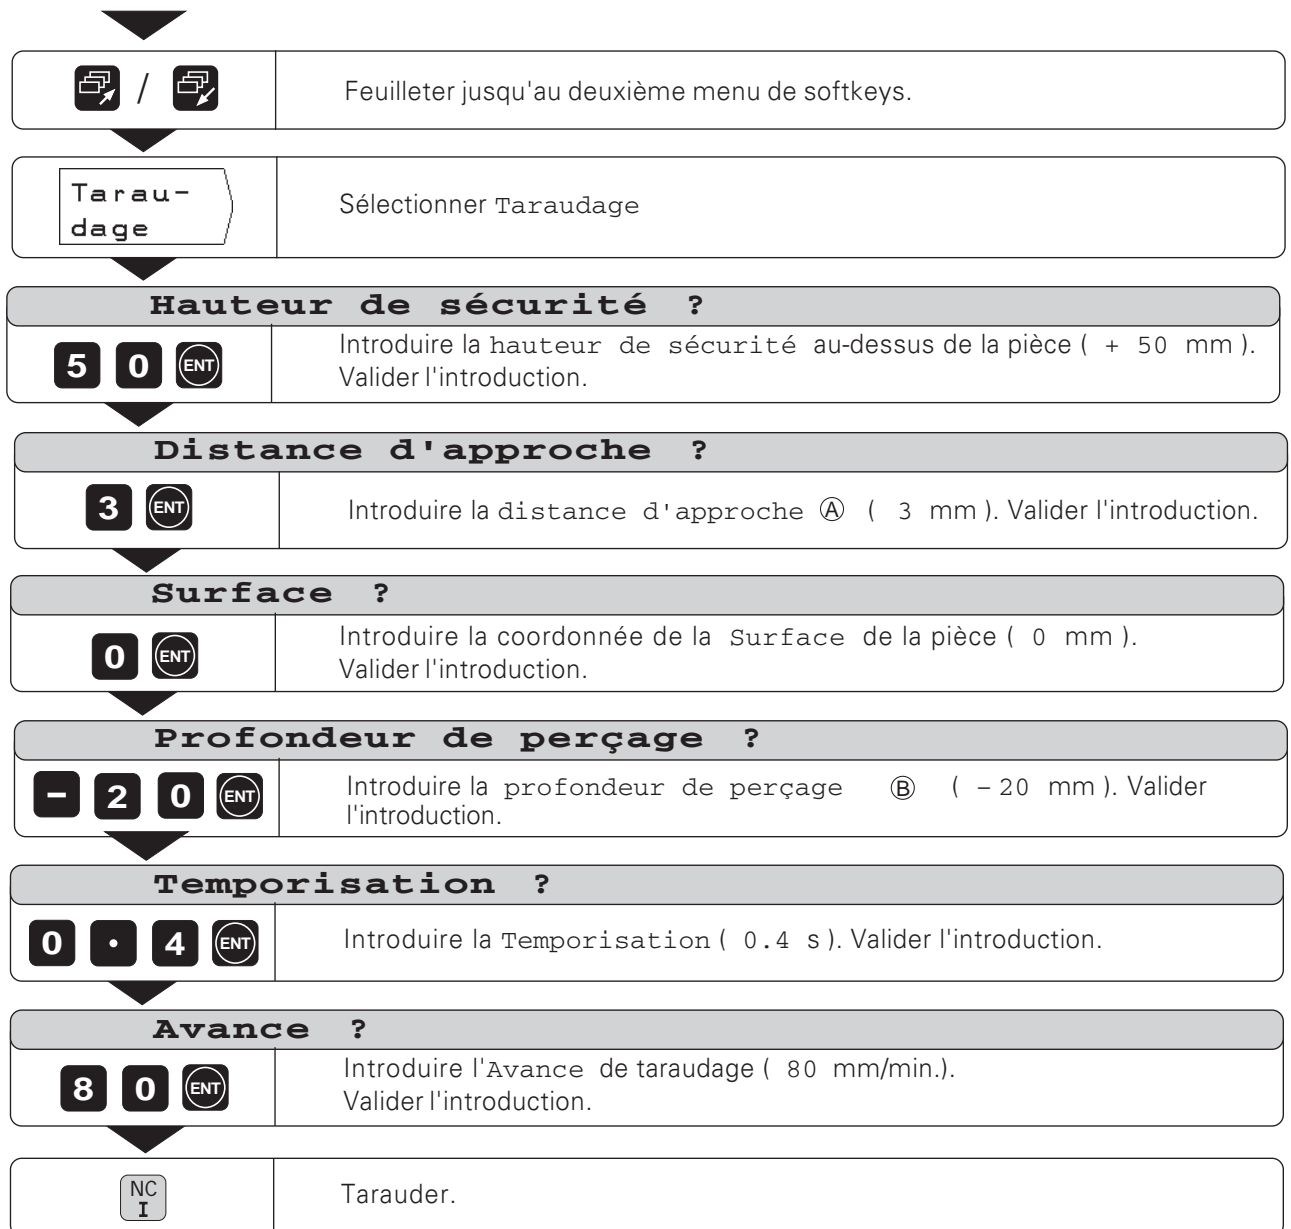 /
Feuilleter jusqu'au deuxième menu de softkeys.
Tarau-
dage
Sélectionner Taraudage
Hauteur de sécurité ?
5 0 ENT
Introduire la hauteur de sécurité au-dessus de la pièce ( + 50 mm ).
Valider l'introduction.
Distance d'approche ?
3 ENT
Introduire la distance d'approche Ⓐ ( 3 mm ). Valider l'introduction.
Surface ?
0 ENT
Introduire la coordonnée de la Surface de la pièce ( 0 mm ).
Valider l'introduction.
Profondeur de perçage ?
- 2 0 ENT
Introduire la profondeur de perçage Ⓑ ( – 20 mm ). Valider
l'introduction.
Temporisation ?
0 · 4 ENT
Introduire la Temporisation ( 0.4 s ). Valider l'introduction.
Avance ?
8 0 ENT
Introduire l'Avance de taraudage ( 80 mm/min.).
Valider l'introduction.
NC
I
Tarauder.